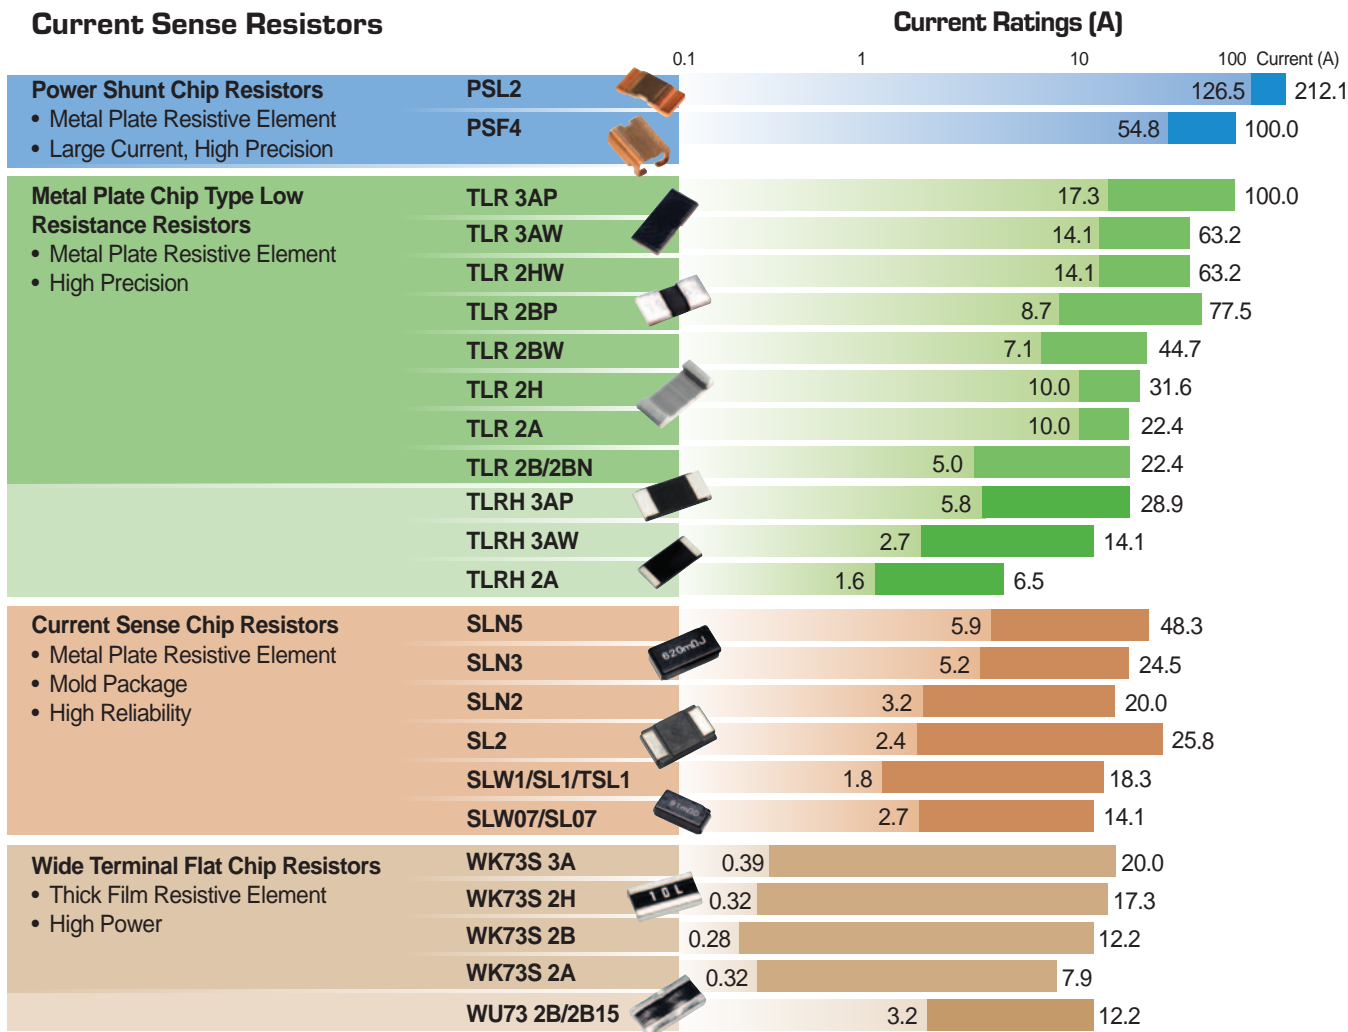 Current Sense Resistors
Current Ratings (A)
0.1 1 10 100 Current (A)
Power Shunt Chip Resistors
• Metal Plate Resistive Element
• Large Current, High Precision
PSL2 126.5 212.1
PSF4 54.8 100.0
Metal Plate Chip Type Low
Resistance Resistors
• Metal Plate Resistive Element
• High Precision
TLR 3AP 17.3 100.0
TLR 3AW 14.1 63.2
TLR 2HW 14.1 63.2
TLR 2BP 8.7 77.5
TLR 2BW 7.1 44.7
TLR 2H 10.0 31.6
TLR 2A 10.0 22.4
TLR 2B/2BN 5.0 22.4
TLRH 3AP 5.8 28.9
TLRH 3AW 2.7 14.1
TLRH 2A 1.6 6.5
Current Sense Chip Resistors
• Metal Plate Resistive Element
• Mold Package
• High Reliability
SLN5 5.9 48.3
620mΩJ
SLN3 5.2 24.5
SLN2 3.2 20.0
SL2 2.4 25.8
SLW1/SL1/TSL1 1.8 18.3
SLW07/SL07 2.7 14.1
Wide Terminal Flat Chip Resistors
• Thick Film Resistive Element
• High Power
WK73S 3A 0.39 20.0
10L
WK73S 2H 0.32 17.3
WK73S 2B 0.28 12.2
WK73S 2A 0.32 7.9
WU73 2B/2B15 3.2 12.2